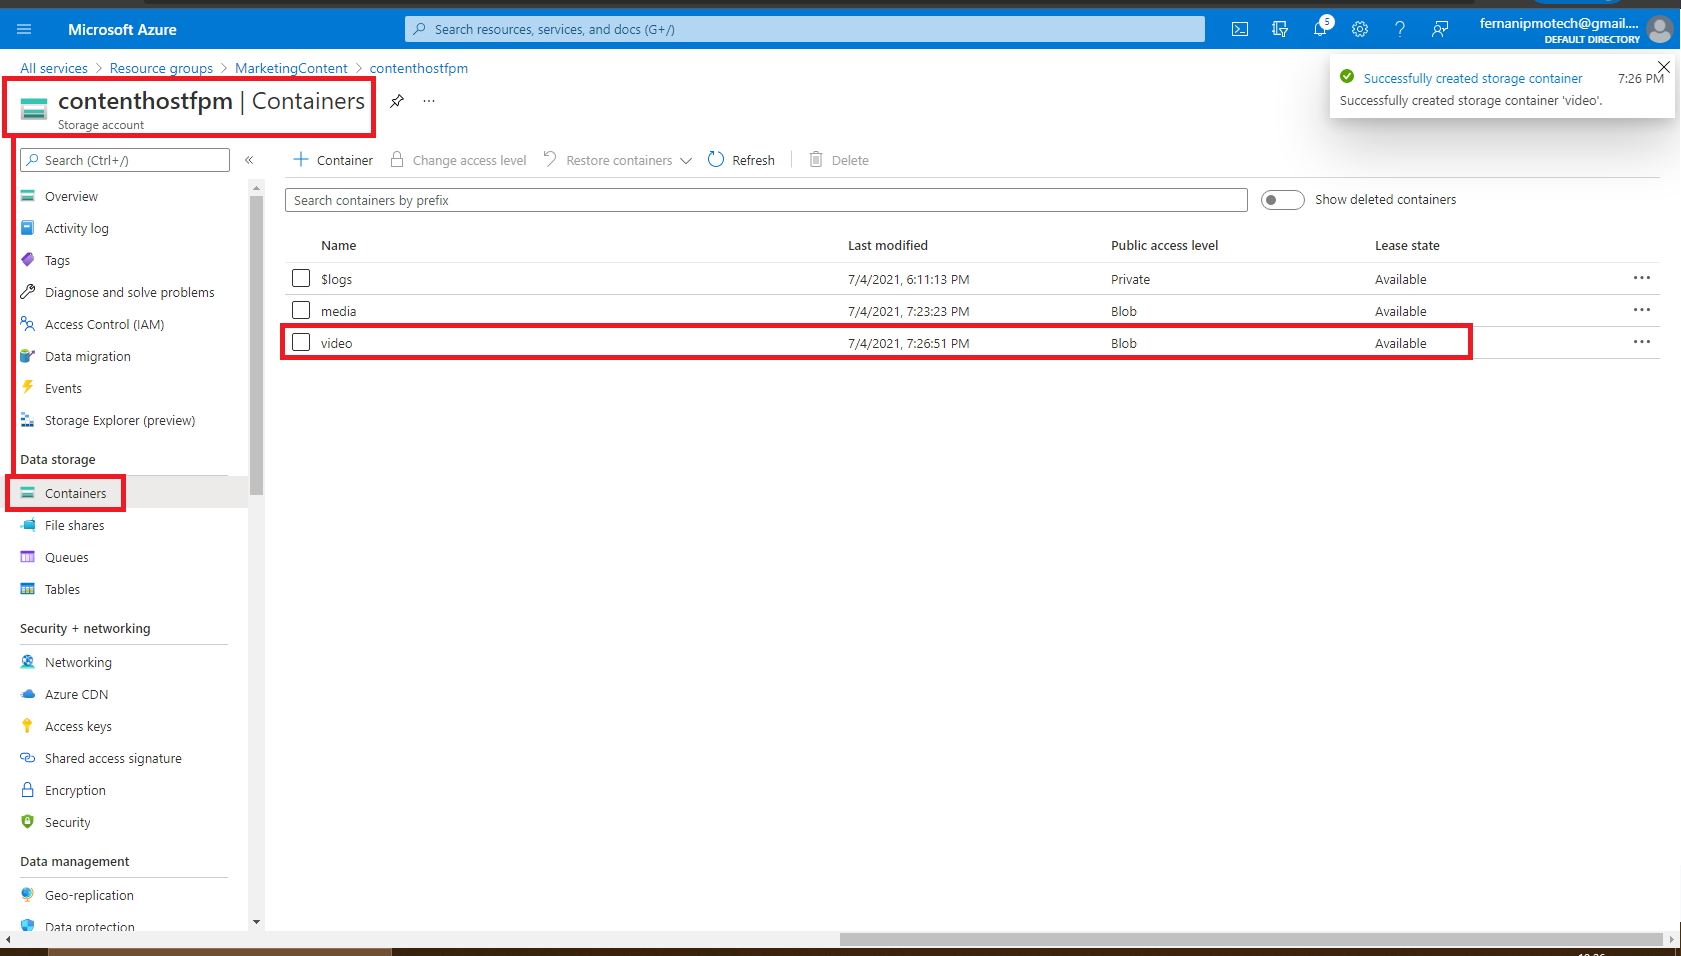 Microsoft Azure
Search resources, services, and docs (G+/)
5
fernanipmotech@gmail....
DEFAULT DIRECTORY
All services > Resource groups > MarketingContent > contenthostfpm
contenthostfpm | Containers
Storage account
Successfully created storage container 7:26 PM
Successfully created storage container 'video'.
Search (Ctrl+/)
Container
Change access level
Restore containers
Refresh
Delete
Search containers by prefix
Show deleted containers
Name Last modified Public access level Lease state
$logs 7/4/2021, 6:11:13 PM Private Available
media 7/4/2021, 7:23:23 PM Blob Available
video 7/4/2021, 7:26:51 PM Blob Available
Overview
Activity log
Tags
Diagnose and solve problems
Access Control (IAM)
Data migration
Events
Storage Explorer (preview)
Data storage
Containers
File shares
Queues
Tables
Security + networking
Networking
Azure CDN
Access keys
Shared access signature
Encryption
Security
Data management
Geo-replication
Data protection